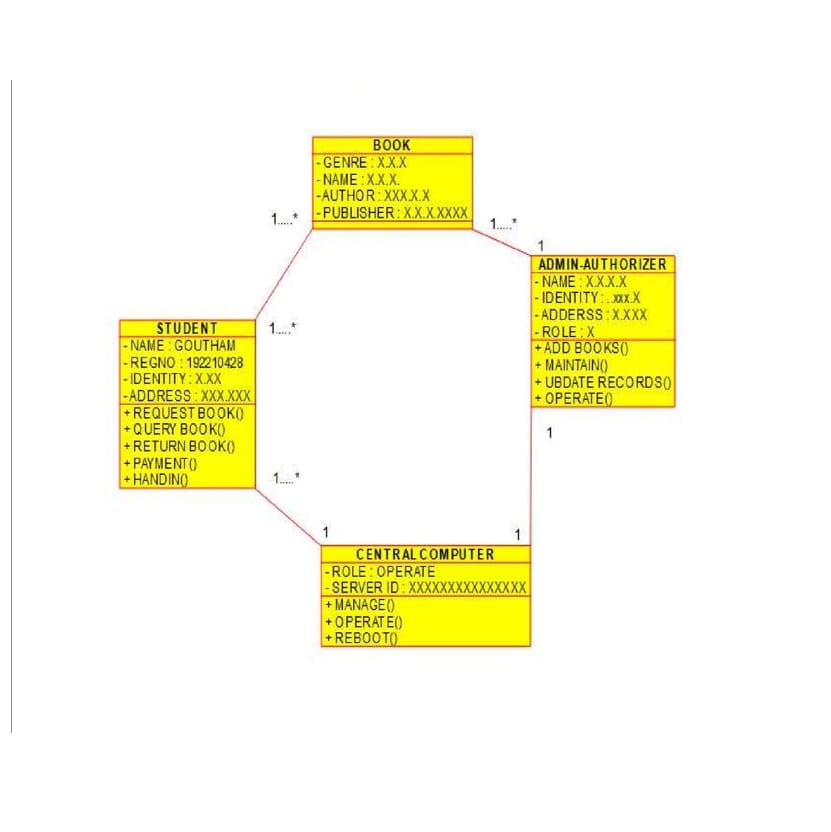 BOOK
- GENRE : X.X.X
- NAME : X.X.X.
- AUTHOR : XXX.X.X
- PUBLISHER : X.X.X.XXXX
1.....*
1.....*
1
ADMIN-AUTHORIZER
- NAME : X.X.X.X
- IDENTITY : . .xxx.X
- ADDERSS : X.XXX
- ROLE : X
+ ADD BOOKS()
+ MAINTAIN()
+ UBDATE RECORDS()
+ OPERATE()
1
1.....*
STUDENT
- NAME : GOUTHAM
- REGNO : 192210428
- IDENTITY : X.XX
- ADDRESS : XXX.XXX
+ REQUEST BOOK()
+ QUERY BOOK()
+ RETURN BOOK()
+ PAYMENT()
+ HANDIN()
1.....*
1
1
CENTRAL COMPUTER
- ROLE : OPERATE
- SERVER ID : XXXXXXXXXXXXXXX
+ MANAGE()
+ OPERATE()
+ REBOOT()